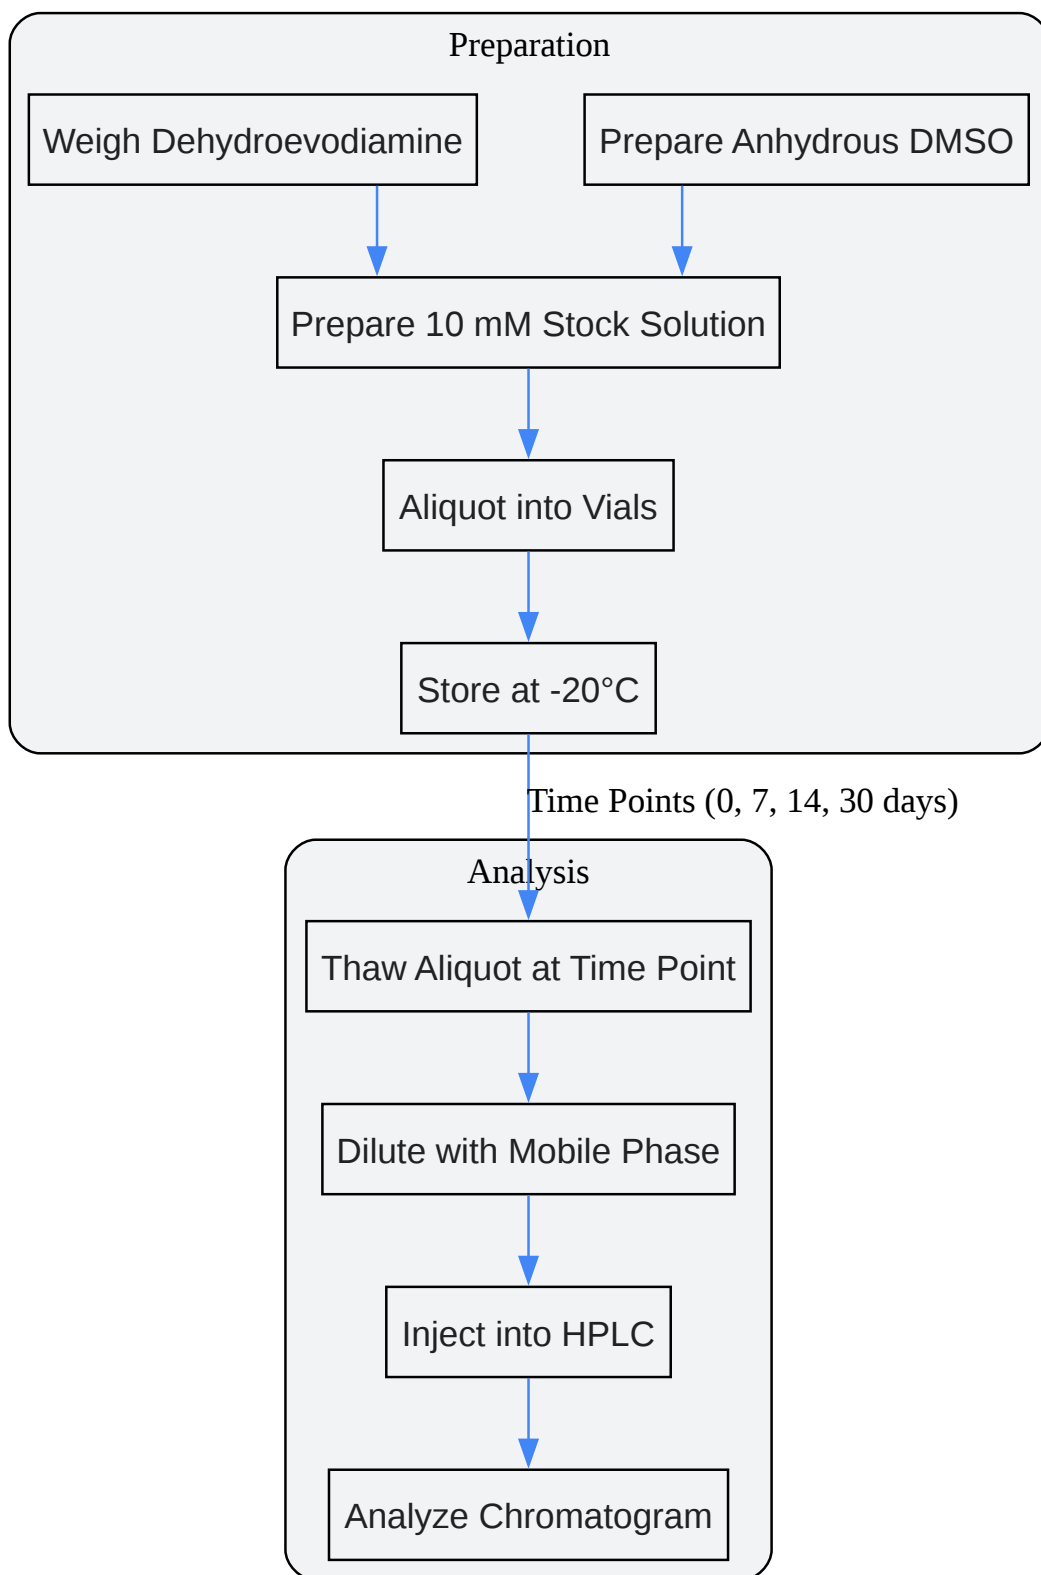 Preparation
Weigh Dehydroevodiamine
Prepare Anhydrous DMSO
Prepare 10 mM Stock Solution
Aliquot into Vials
Store at -20°C
Time Points (0, 7, 14, 30 days)
Analysis
Thaw Aliquot at Time Point
Dilute with Mobile Phase
Inject into HPLC
Analyze Chromatogram